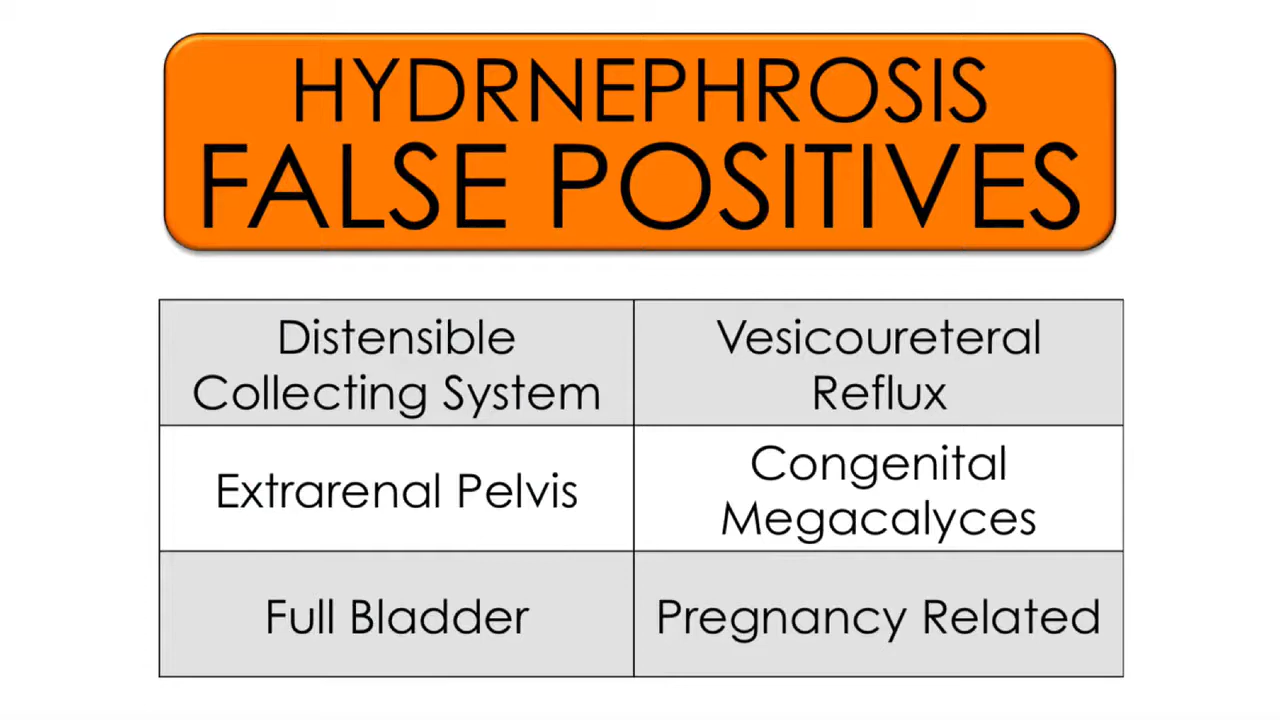 HYDRNEPHROSIS
FALSE POSITIVES
Distensible
Collecting System
Vesicoureteral
Reflux
Extrarenal Pelvis
Congenital
Megacalyces
Full Bladder
Pregnancy Related